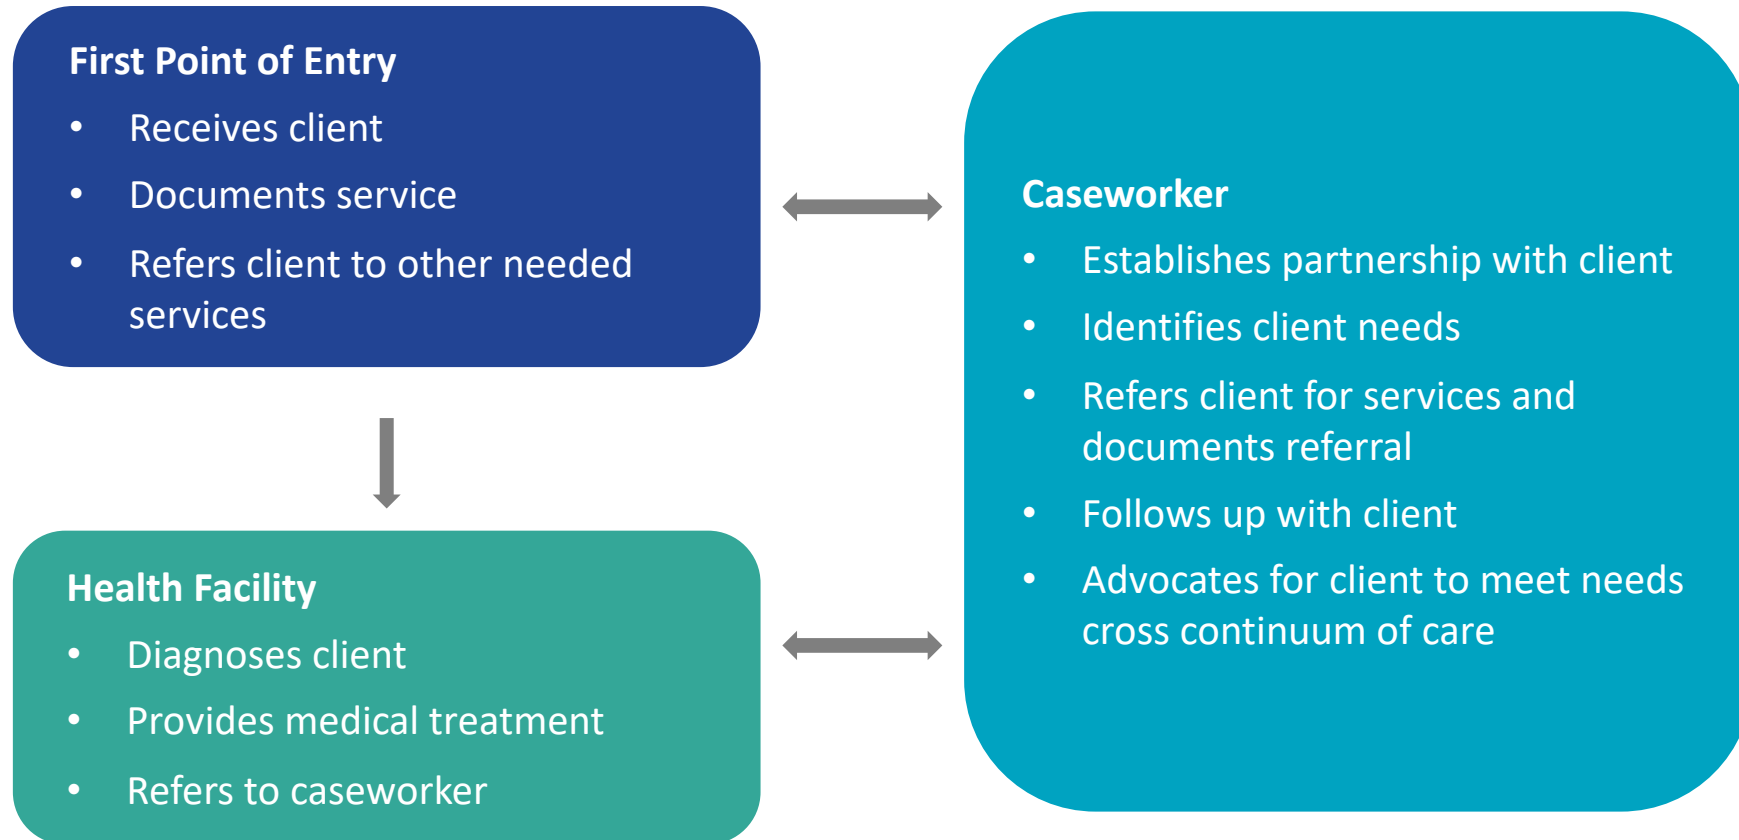 First Point of Entry
• Receives client
• Documents service
• Refers client to other needed
services
Health Facility
• Diagnoses client
• Provides medical treatment
• Refers to caseworker
Caseworker
• Establishes partnership with client
• Identifies client needs
• Refers client for services and
documents referral
• Follows up with client
• Advocates for client to meet needs
cross continuum of care